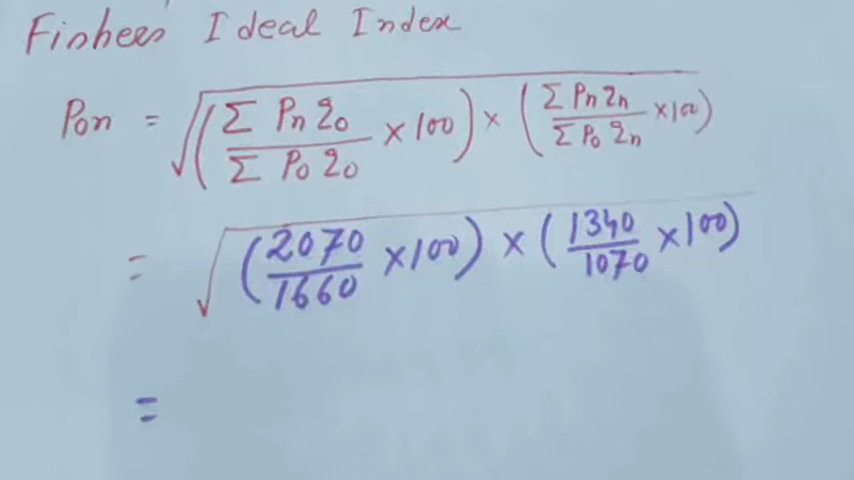 Fisher's Ideal Index
Pon = √(Σ Pn q0 / Σ P0 q0 × 100) × (Σ Pn qn / Σ P0 qn × 100)
= √(2070 / 1660 × 100) × (1340 / 1070 × 100)
=